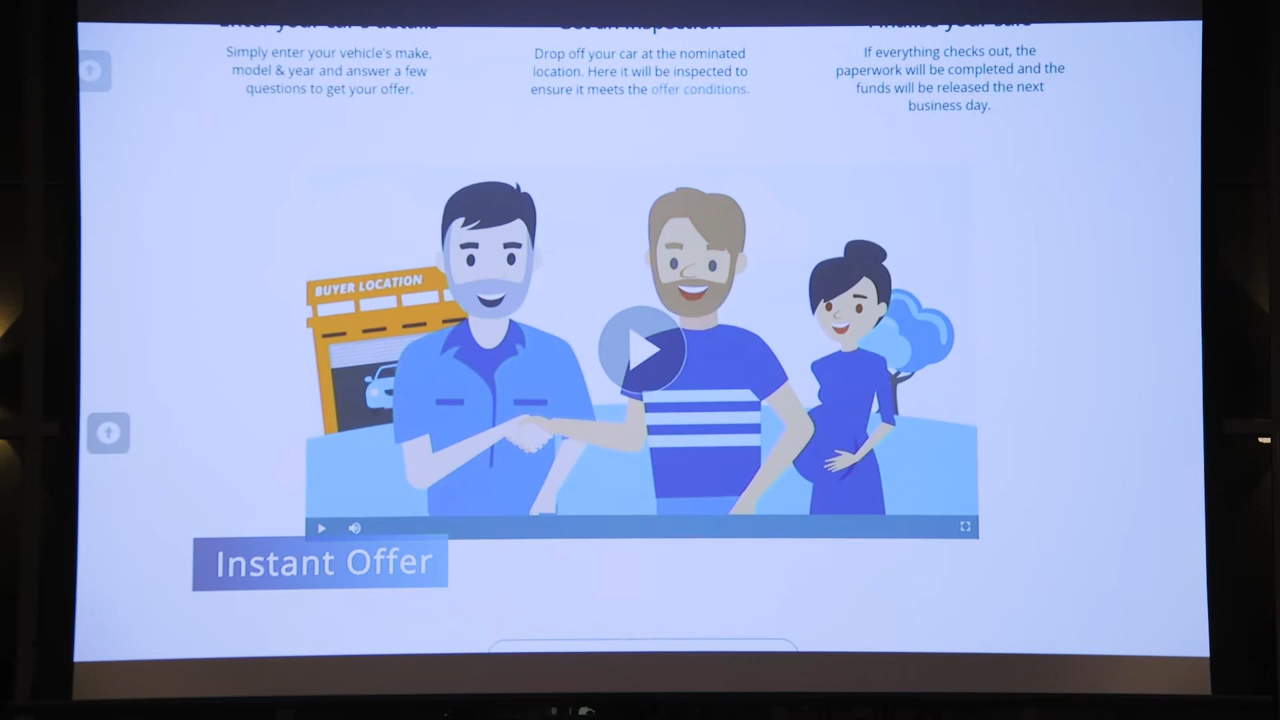 Simply enter your vehicle's make,
model & year and answer a few
questions to get your offer.
Drop off your car at the nominated
location. Here it will be inspected to
ensure it meets the offer conditions.
If everything checks out, the
paperwork will be completed and the
funds will be released the next
business day.
BUYER LOCATION
Instant Offer